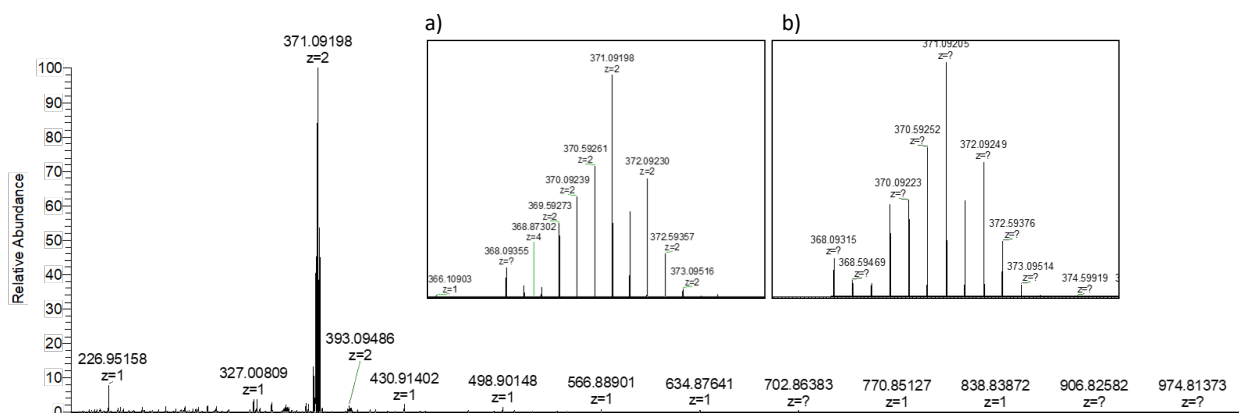 a)
b)
371.09198
z=2
100
90
80
70
60
50
40
30
20
10
0
Relative Abundance
226.95158
z=1
327.00809
z=1
393.09486
z=2
430.91402
z=1
498.90148
z=1
566.88901
z=1
634.87641
z=1
702.86383
z=?
770.85127
z=1
838.83872
z=1
906.82582
z=?
974.81373
z=?
371.09198
z=2
370.59261
z=2
370.09239
z=2
372.09230
z=2
369.59273
z=2
368.87302
z=4
368.09355
z=?
372.59357
z=2
373.09516
z=2
366.10903
z=1
371.09205
z=?
370.59252
z=?
372.09249
z=?
370.09223
z=?
368.09315
z=?
368.59469
z=?
372.59376
z=?
373.09514
z=?
374.59919
z=?